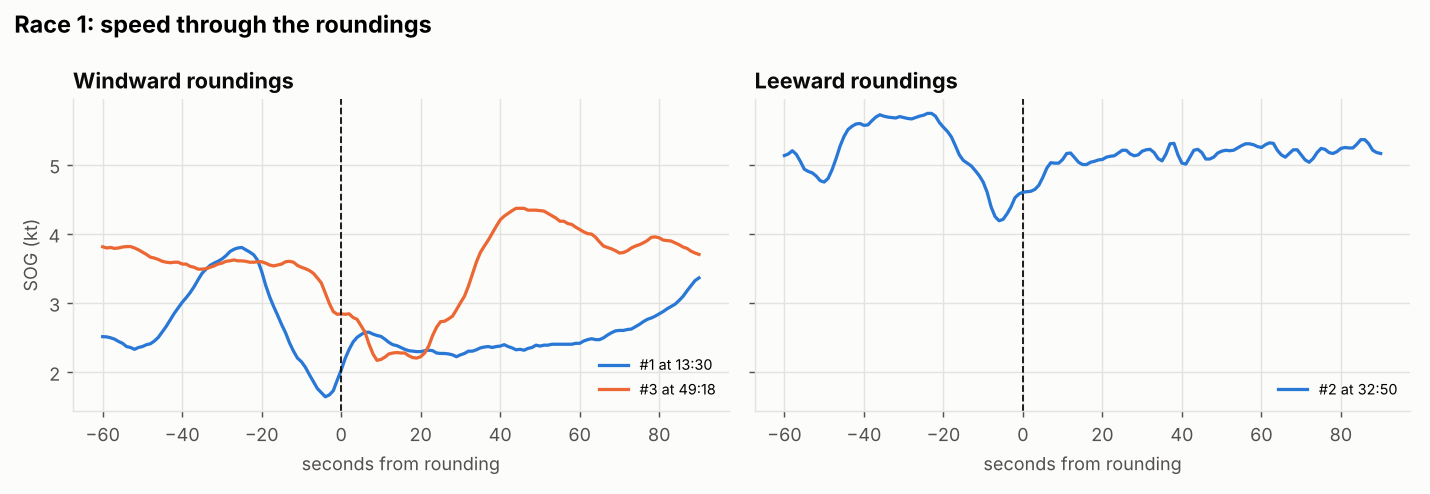 Race 1: speed through the roundings
Windward roundings
SOG (kt)
5
4
3
2
−60 −40 −20 0 20 40 60 80
seconds from rounding
#1 at 13:30
#3 at 49:18
Leeward roundings
−60 −40 −20 0 20 40 60 80
seconds from rounding
#2 at 32:50